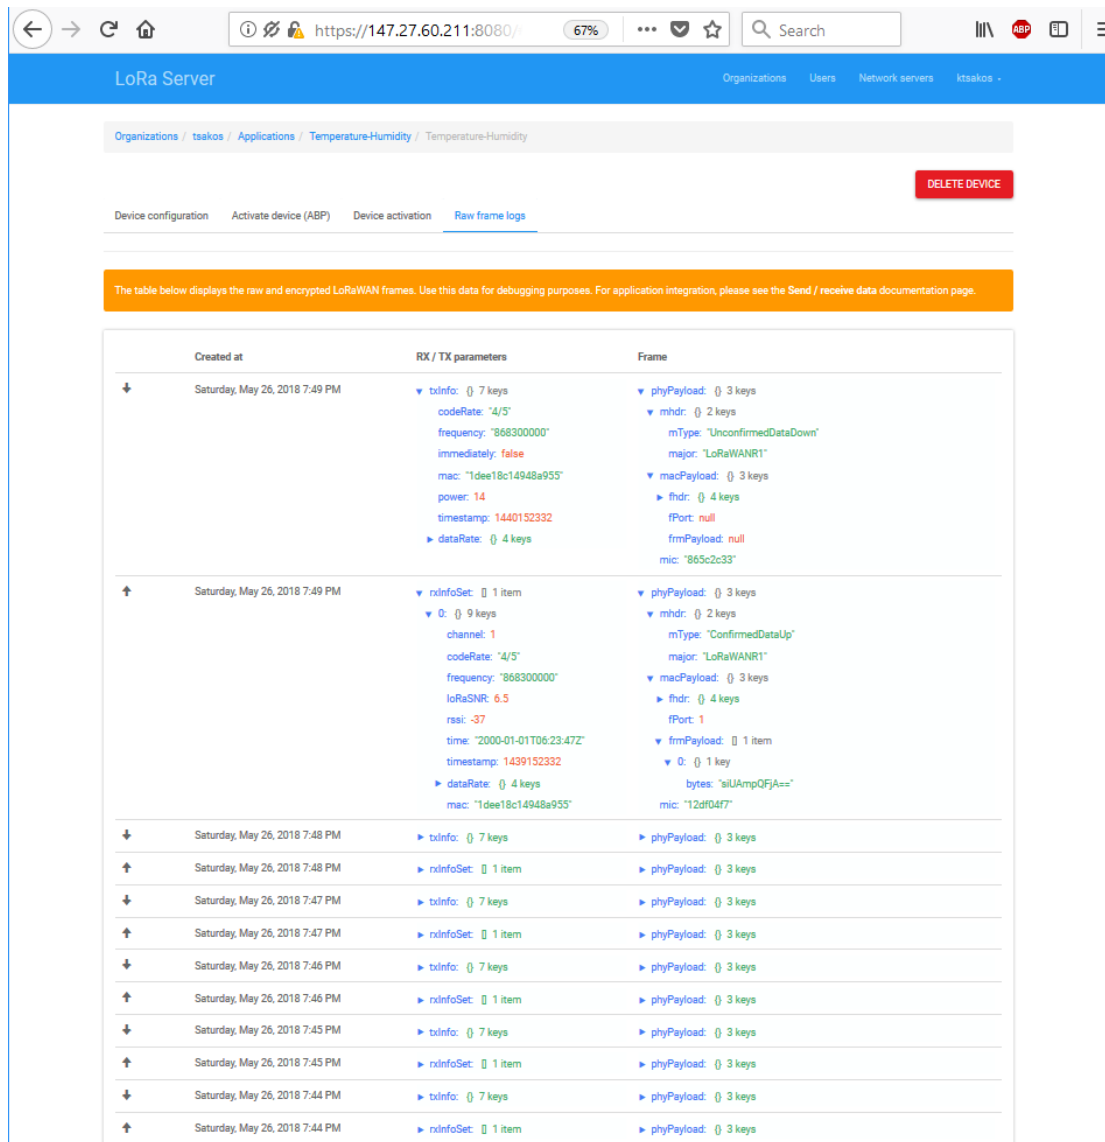 https://147.27.60.211:8080/ 67% Search ABP
LoRa Server Organizations Users Network servers ktsakos
Organizations / tsakos / Applications / Temperature-Humidity / Temperature-Humidity
DELETE DEVICE
Device configuration Activate device (ABP) Device activation Raw frame logs
The table below displays the raw and encrypted LoRaWAN frames. Use this data for debugging purposes. For application integration, please see the Send / receive data documentation page.
Created at RX / TX parameters Frame
Saturday, May 26, 2018 7:49 PM txInfo: {} 7 keys phyPayload: {} 3 keys
codeRate: "4/5" mhdr: {} 2 keys
frequency: "868300000" mType: "UnconfirmedDataDown"
immediately: false major: "LoRaWANR1"
mac: "1dee18c14948a955" macPayload: {} 3 keys
power: 14 fhdr: {} 4 keys
timestamp: 1440152332 fPort: null
dataRate: {} 4 keys frmPayload: null
mic: "865c2c33"
Saturday, May 26, 2018 7:49 PM rxInfoSet: [] 1 item phyPayload: {} 3 keys
0: {} 9 keys mhdr: {} 2 keys
channel: 1 mType: "ConfirmedDataUp"
codeRate: "4/5" major: "LoRaWANR1"
frequency: "868300000" macPayload: {} 3 keys
loRaSNR: 6.5 fhdr: {} 4 keys
rssi: -37 fPort: 1
time: "2000-01-01T06:23:47Z" frmPayload: [] 1 item
timestamp: 1439152332 0: {} 1 key
dataRate: {} 4 keys bytes: "siUAmpQFjA=="
mac: "1dee18c14948a955" mic: "12df04f7"
Saturday, May 26, 2018 7:48 PM txInfo: {} 7 keys phyPayload: {} 3 keys
Saturday, May 26, 2018 7:48 PM rxInfoSet: [] 1 item phyPayload: {} 3 keys
Saturday, May 26, 2018 7:47 PM txInfo: {} 7 keys phyPayload: {} 3 keys
Saturday, May 26, 2018 7:47 PM rxInfoSet: [] 1 item phyPayload: {} 3 keys
Saturday, May 26, 2018 7:46 PM txInfo: {} 7 keys phyPayload: {} 3 keys
Saturday, May 26, 2018 7:46 PM rxInfoSet: [] 1 item phyPayload: {} 3 keys
Saturday, May 26, 2018 7:45 PM txInfo: {} 7 keys phyPayload: {} 3 keys
Saturday, May 26, 2018 7:45 PM rxInfoSet: [] 1 item phyPayload: {} 3 keys
Saturday, May 26, 2018 7:44 PM txInfo: {} 7 keys phyPayload: {} 3 keys
Saturday, May 26, 2018 7:44 PM rxInfoSet: [] 1 item phyPayload: {} 3 keys